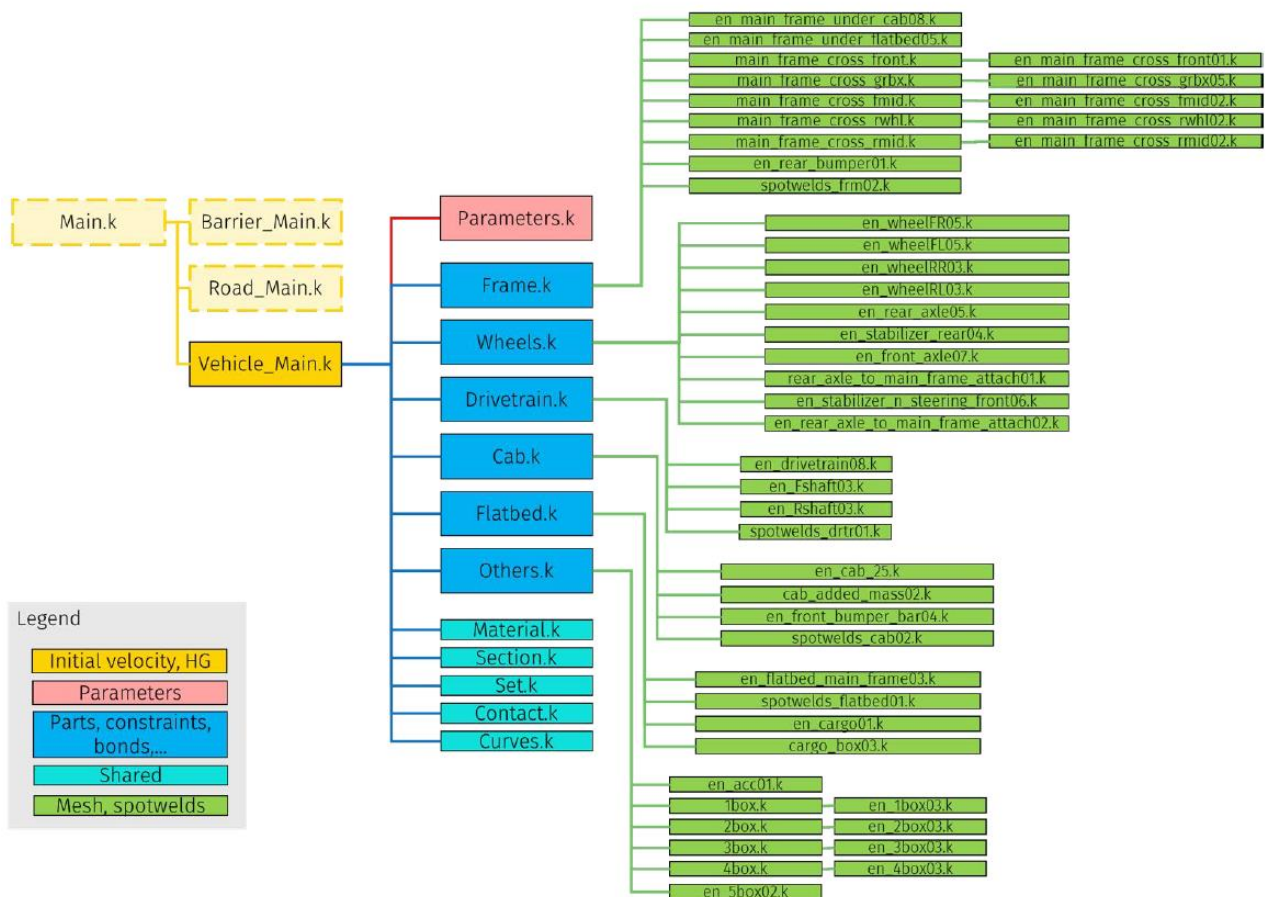 Main.k
Barrier_Main.k
Road_Main.k
Vehicle_Main.k
Parameters.k
Frame.k
Wheels.k
Drivetrain.k
Cab.k
Flatbed.k
Others.k
Material.k
Section.k
Set.k
Contact.k
Curves.k
en_main_frame_under_cab08.k
en_main_frame_under_flatbed05.k
main_frame_cross_front.k
en_main_frame_cross_front01.k
main_frame_cross_grbx.k
en_main_frame_cross_grbx05.k
main_frame_cross_fmid.k
en_main_frame_cross_fmid02.k
main_frame_cross_rwhl.k
en_main_frame_cross_rwhl02.k
main_frame_cross_rmid.k
en_main_frame_cross_rmid02.k
en_rear_bumper01.k
spotwelds_frm02.k
en_wheelFR05.k
en_wheelFL05.k
en_wheelRR03.k
en_wheelRL03.k
en_rear_axle05.k
en_stabilizer_rear04.k
en_front_axle07.k
rear_axle_to_main_frame_attach01.k
en_stabilizer_n_steering_front06.k
en_rear_axle_to_main_frame_attach02.k
en_drivetrain08.k
en_Fshaft03.k
en_Rshaft03.k
spotwelds_drtr01.k
en_cab_25.k
cab_added_mass02.k
en_front_bumper_bar04.k
spotwelds_cab02.k
en_flatbed_main_frame03.k
spotwelds_flatbed01.k
en_cargo01.k
cargo_box03.k
en_acc01.k
1box.k
en_1box03.k
2box.k
en_2box03.k
3box.k
en_3box03.k
4box.k
en_4box03.k
en_5box02.k
Legend
Initial velocity, HG
Parameters
Parts, constraints,
bonds,...
Shared
Mesh, spotwelds